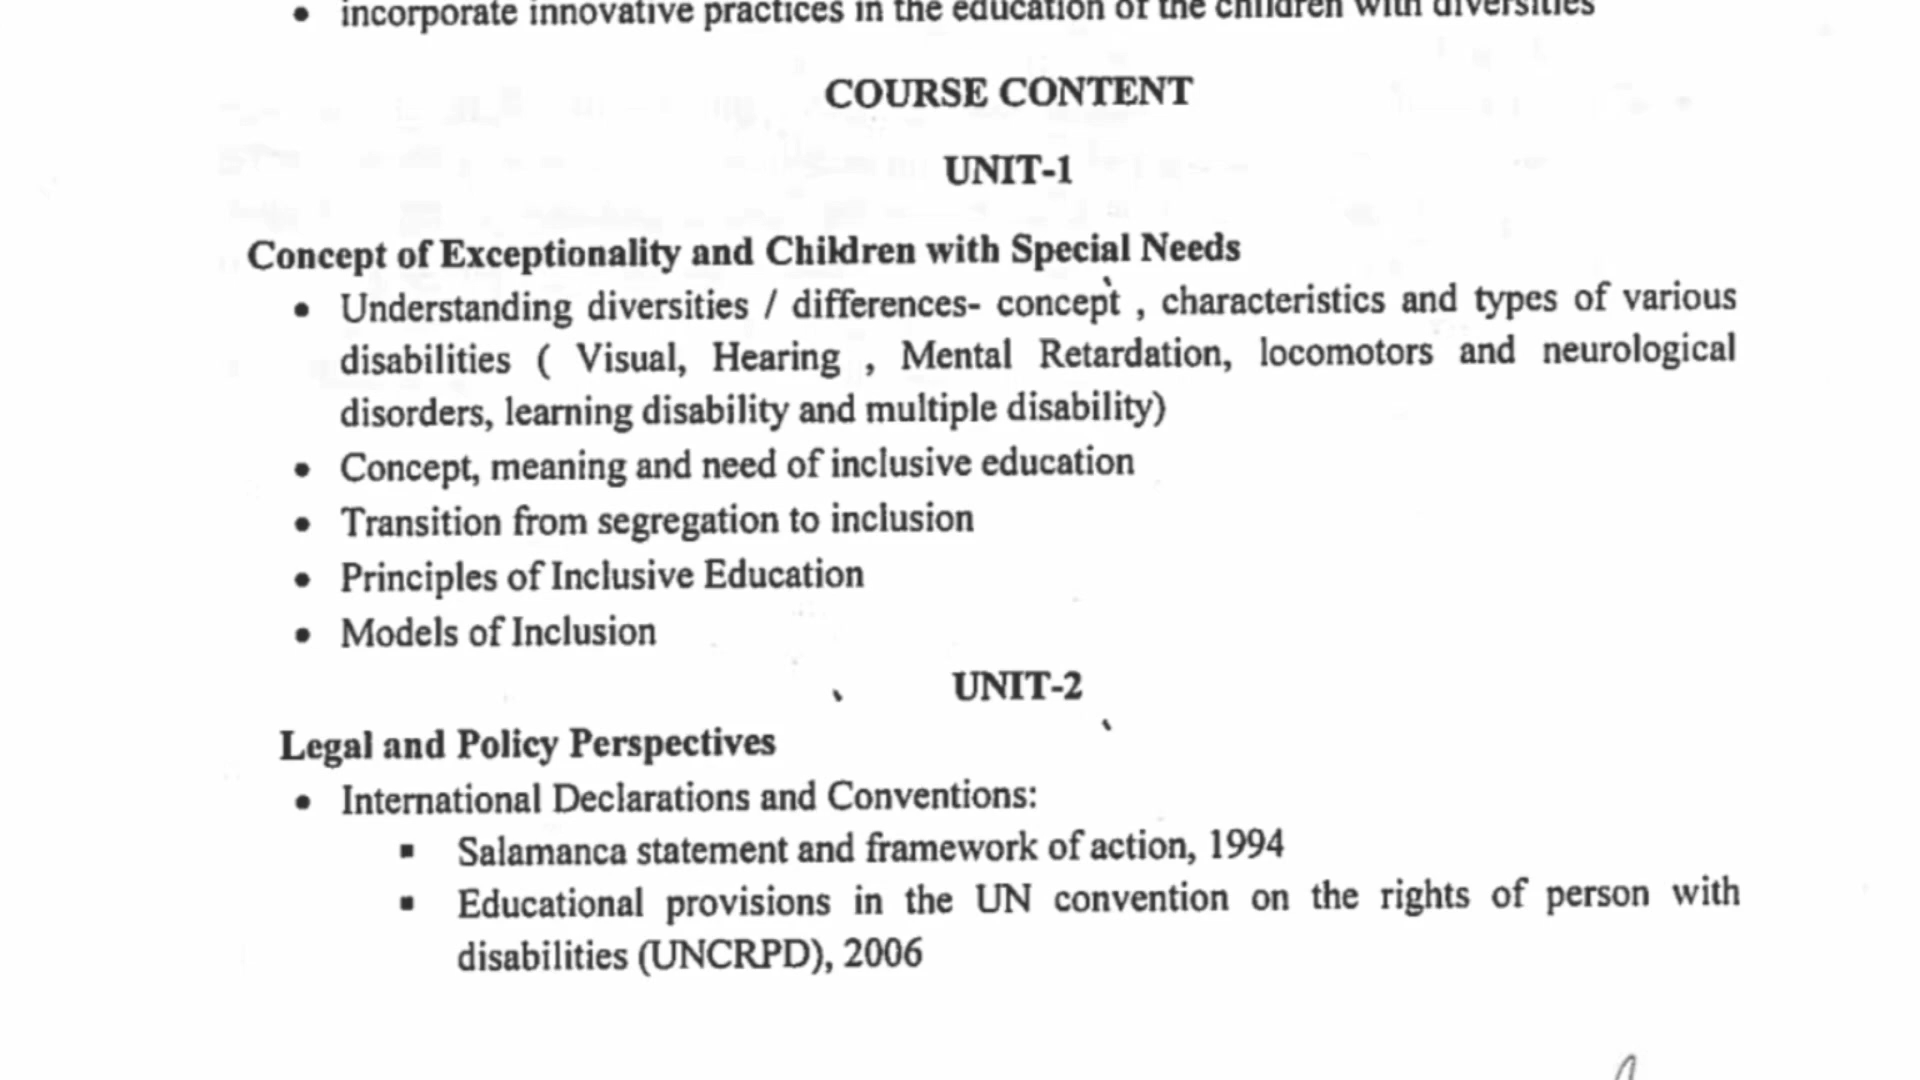 • incorporate innovative practices in the education of the children with diversities
COURSE CONTENT
UNIT-1
Concept of Exceptionality and Children with Special Needs
• Understanding diversities / differences- concept , characteristics and types of various
disabilities ( Visual, Hearing , Mental Retardation, locomotors and neurological
disorders, learning disability and multiple disability)
• Concept, meaning and need of inclusive education
• Transition from segregation to inclusion
• Principles of Inclusive Education
• Models of Inclusion
UNIT-2
Legal and Policy Perspectives
• International Declarations and Conventions:
▪ Salamanca statement and framework of action, 1994
▪ Educational provisions in the UN convention on the rights of person with
disabilities (UNCRPD), 2006